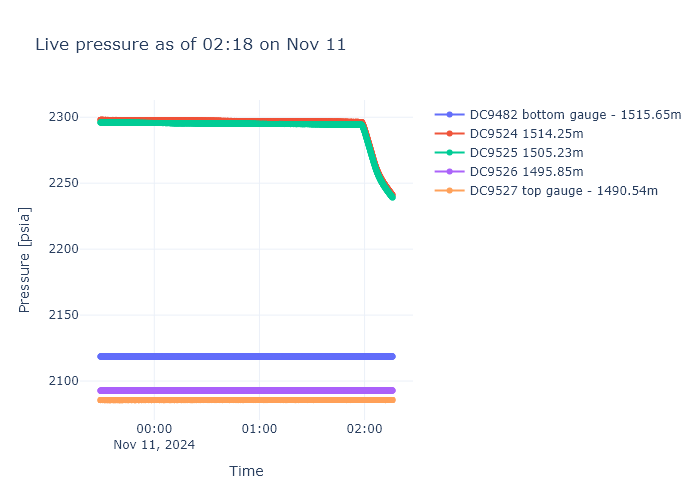 Live pressure as of 02:18 on Nov 11
DC9482 bottom gauge - 1515.65m
DC9524 1514.25m
DC9525 1505.23m
DC9526 1495.85m
DC9527 top gauge - 1490.54m
Pressure [psia]
2300
2250
2200
2150
2100
00:00
01:00
02:00
Nov 11, 2024
Time